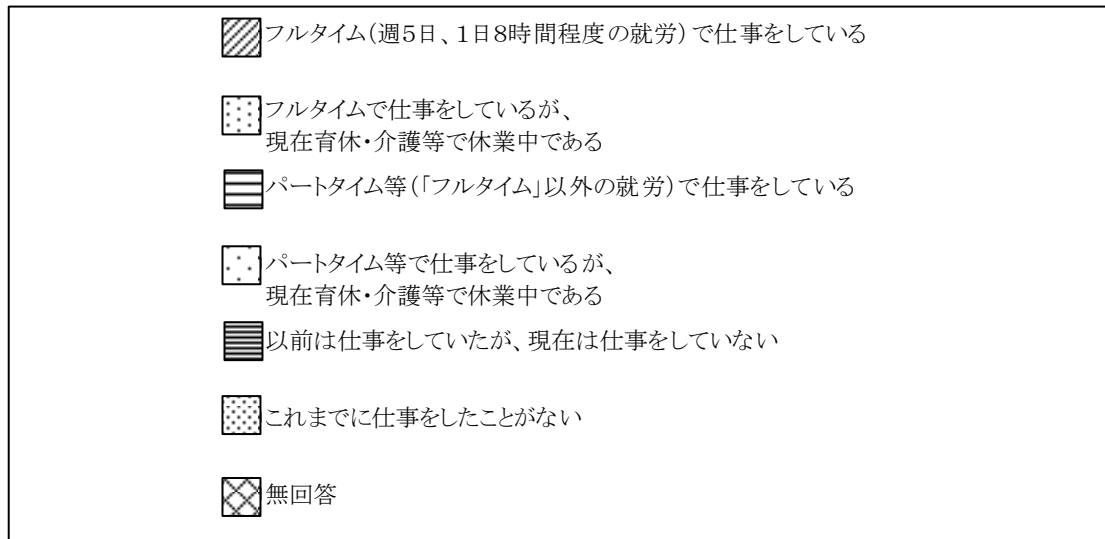 フルタイム(週5日、1日8時間程度の就労)で仕事をしている
フルタイムで仕事をしているが、
現在育休・介護等で休業中である
パートタイム等(「フルタイム」以外の就労)で仕事をしている
パートタイム等で仕事をしているが、
現在育休・介護等で休業中である
以前は仕事をしていたが、現在は仕事をしていない
これまでに仕事をしたことがない
無回答